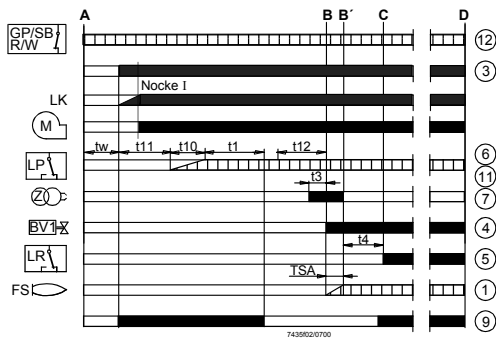 A B B´ C D
GP/SB
R/W
12
3
Nocke I
LK
M
tw t11 t10 t1 t12
LP
6
11
t3
Z
7
BV1
4
t4
LR
5
TSA
FS
1
9
7435f02/0700